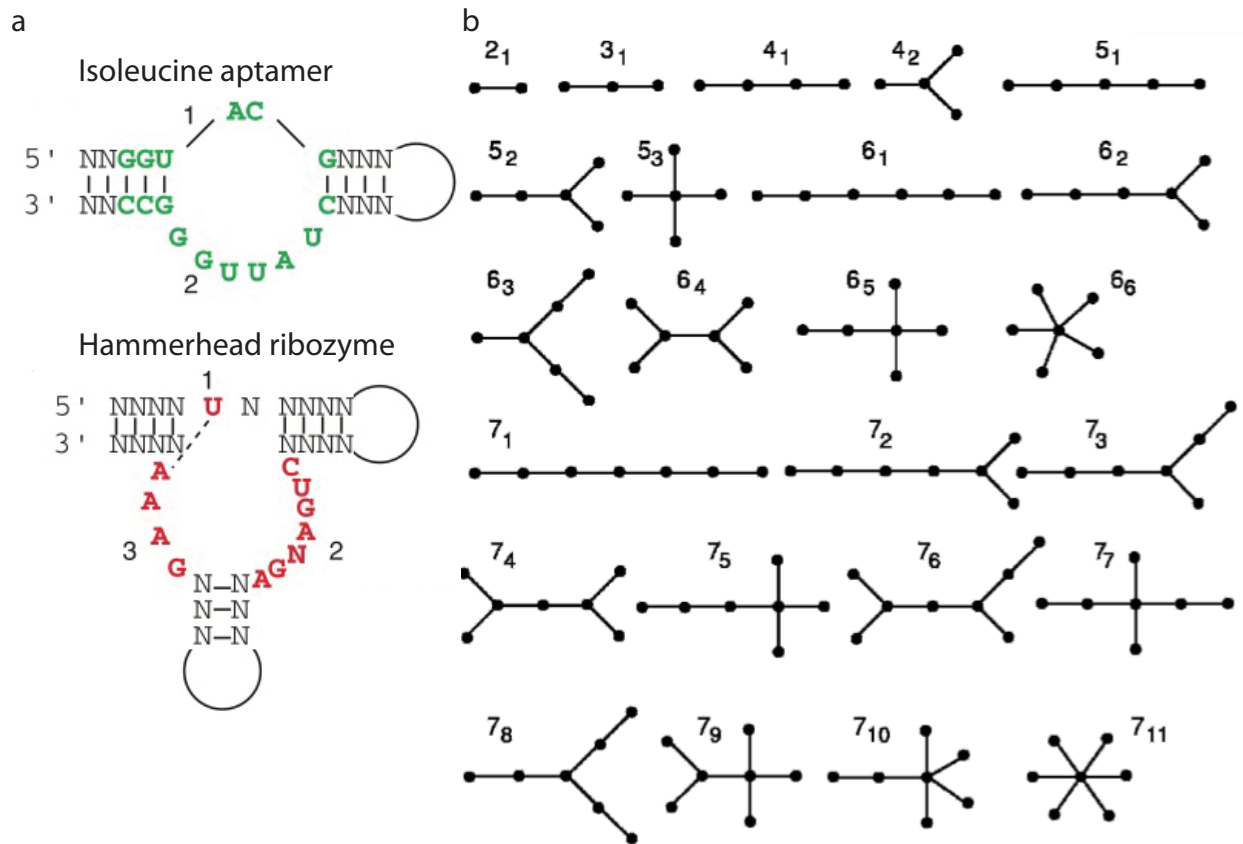 a
Isoleucine aptamer
1
AC
5' NNGGU GNNN
3' NNCCG CNNN
G
G
U
U
A
U
2
Hammerhead ribozyme
1
5' NNNN U N NNNN
3' NNNN NNNN
A
A
A
G
3
C
U
G
A
N
G
A
2
N–N
N–N
N–N
b
2₁ 3₁ 4₁ 4₂ 5₁
5₂ 5₃ 6₁ 6₂
6₃ 6₄ 6₅ 6₆
7₁ 7₂ 7₃
7₄ 7₅ 7₆ 7₇
7₈ 7₉ 7₁₀ 7₁₁